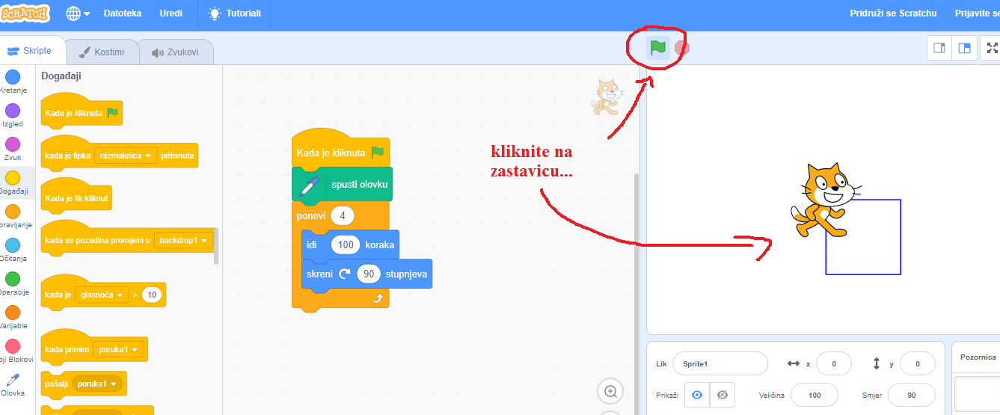 SCRATCH
Datoteka
Uredi
Tutoriali
Pridruži se Scratchu
Prijavite se
Skripte
Kostimi
Zvukovi
Kretanje
Izgled
Zvuk
Događaji
pravljanje
Očitanja
Operacije
Varijable
oji Blokovi
Olovka
Događaji
Kada je kliknuta
kada je tipka razmaknica pritisnuta
Kada je lik kliknut
kada se pozadina promijeni u backdrop1
kada je glasnoća > 10
kada primim poruka1
pošalji poruka1
Kada je kliknuta
spusti olovku
ponovi 4
idi 100 koraka
skreni 90 stupnjeva
kliknite na
zastavicu...
Lik Sprite1 x 0 y 0
Prikaži Veličina 100 Smjer 90
Pozornica